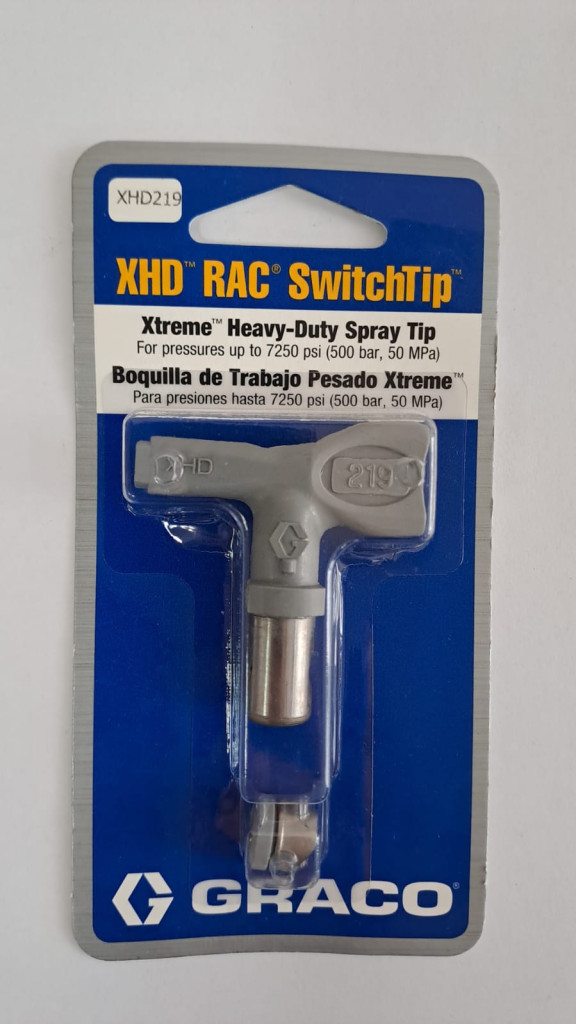 XHD219
XHD™ RAC® SwitchTip™
Xtreme™ Heavy-Duty Spray Tip
For pressures up to 7250 psi (500 bar, 50 MPa)
Boquilla de Trabajo Pesado Xtreme™
Para presiones hasta 7250 psi (500 bar, 50 MPa)
XHD
219
G
GRACO®